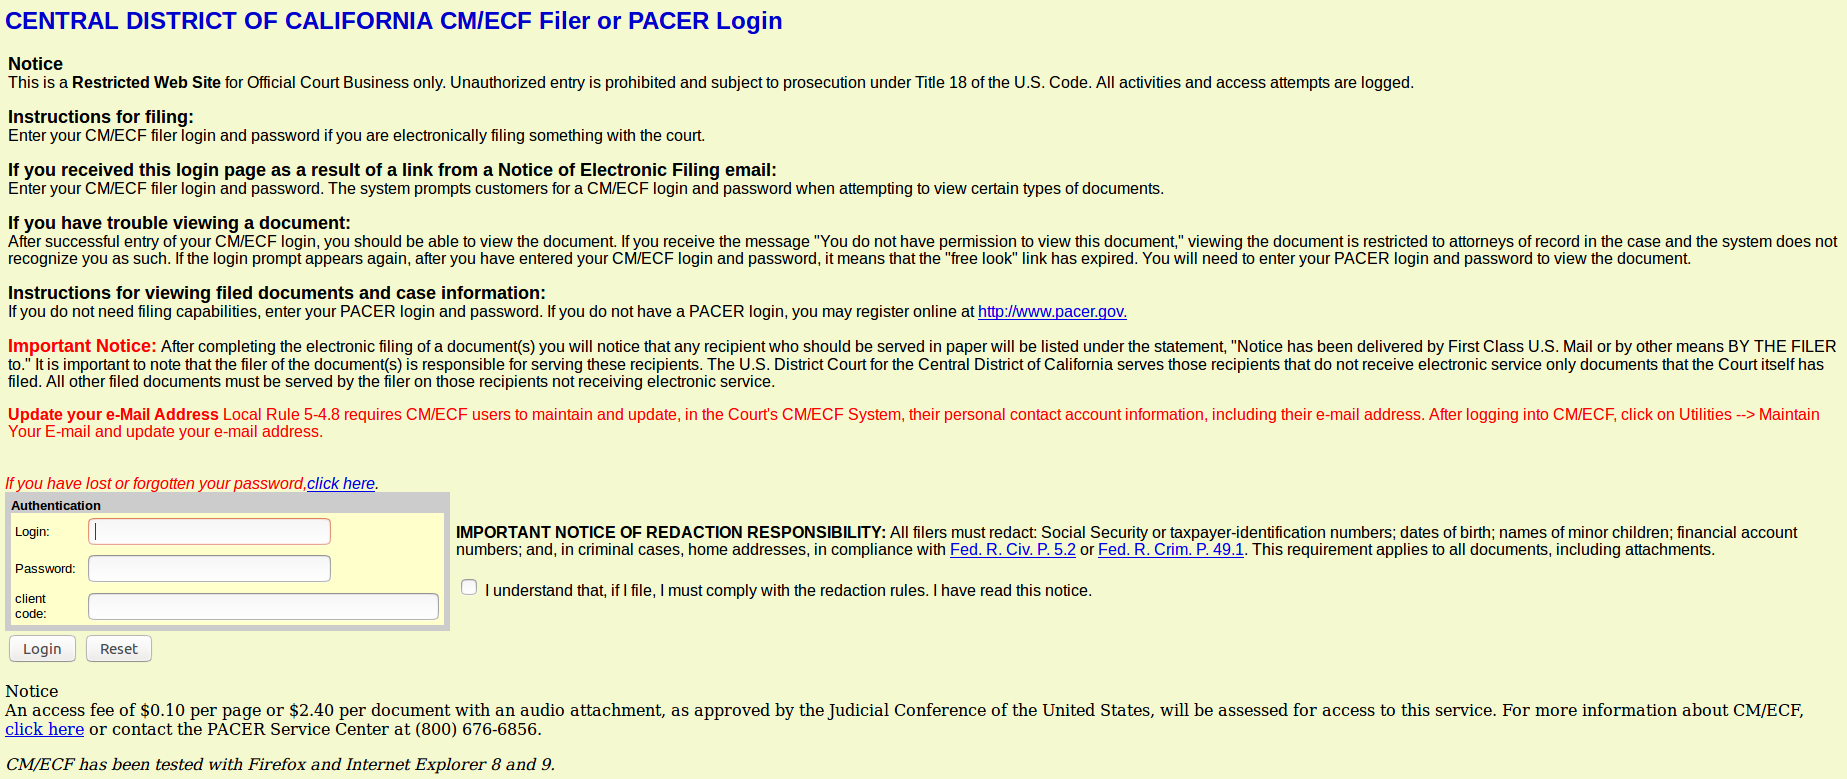 CENTRAL DISTRICT OF CALIFORNIA CM/ECF Filer or PACER Login
Notice
This is a Restricted Web Site for Official Court Business only. Unauthorized entry is prohibited and subject to prosecution under Title 18 of the U.S. Code. All activities and access attempts are logged.
Instructions for filing:
Enter your CM/ECF filer login and password if you are electronically filing something with the court.
If you received this login page as a result of a link from a Notice of Electronic Filing email:
Enter your CM/ECF filer login and password. The system prompts customers for a CM/ECF login and password when attempting to view certain types of documents.
If you have trouble viewing a document:
After successful entry of your CM/ECF login, you should be able to view the document. If you receive the message "You do not have permission to view this document," viewing the document is restricted to attorneys of record in the case and the system does not
recognize you as such. If the login prompt appears again, after you have entered your CM/ECF login and password, it means that the "free look" link has expired. You will need to enter your PACER login and password to view the document.
Instructions for viewing filed documents and case information:
If you do not need filing capabilities, enter your PACER login and password. If you do not have a PACER login, you may register online at http://www.pacer.gov.
Important Notice: After completing the electronic filing of a document(s) you will notice that any recipient who should be served in paper will be listed under the statement, "Notice has been delivered by First Class U.S. Mail or by other means BY THE FILER
to." It is important to note that the filer of the document(s) is responsible for serving these recipients. The U.S. District Court for the Central District of California serves those recipients that do not receive electronic service only documents that the Court itself has
filed. All other filed documents must be served by the filer on those recipients not receiving electronic service.
Update your e-Mail Address Local Rule 5-4.8 requires CM/ECF users to maintain and update, in the Court's CM/ECF System, their personal contact account information, including their e-mail address. After logging into CM/ECF, click on Utilities --> Maintain
Your E-mail and update your e-mail address.
If you have lost or forgotten your password,click here.
Authentication
Login:
Password:
client
code:
IMPORTANT NOTICE OF REDACTION RESPONSIBILITY: All filers must redact: Social Security or taxpayer-identification numbers; dates of birth; names of minor children; financial account
numbers; and, in criminal cases, home addresses, in compliance with Fed. R. Civ. P. 5.2 or Fed. R. Crim. P. 49.1. This requirement applies to all documents, including attachments.
I understand that, if I file, I must comply with the redaction rules. I have read this notice.
Login Reset
Notice
An access fee of $0.10 per page or $2.40 per document with an audio attachment, as approved by the Judicial Conference of the United States, will be assessed for access to this service. For more information about CM/ECF,
click here or contact the PACER Service Center at (800) 676-6856.
CM/ECF has been tested with Firefox and Internet Explorer 8 and 9.